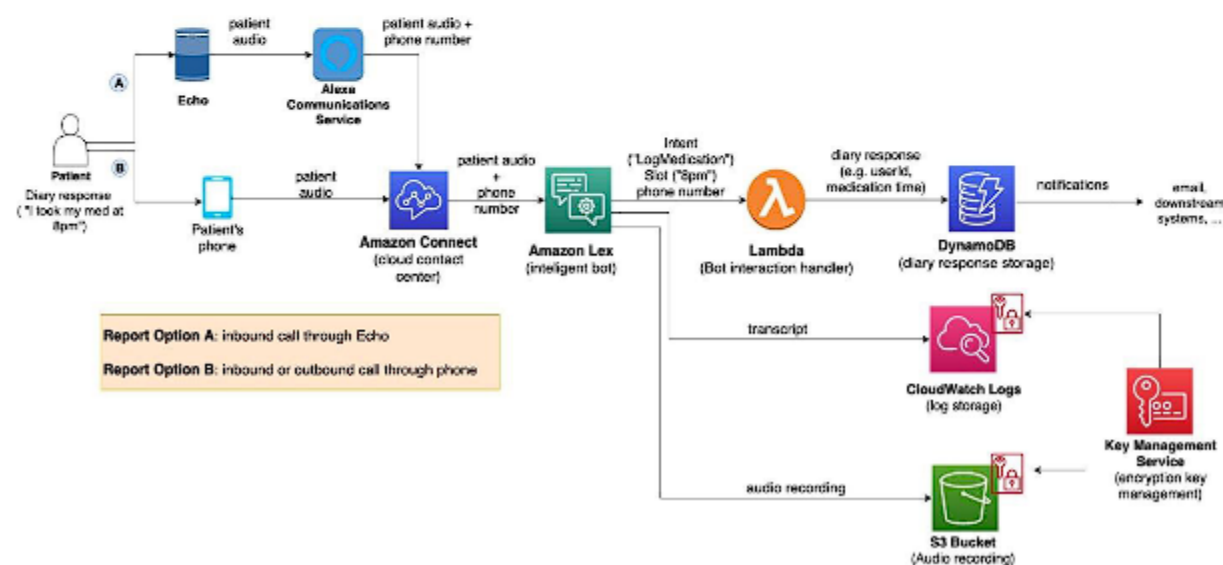 patient
audio
patient audio +
phone number
A
Echo
Alexa
Communications
Service
B
Patient
Diary response
( "I took my med at
8pm")
patient
audio
Patient's
phone
Amazon Connect
(cloud contact
center)
patient audio
+
phone
number
Amazon Lex
(inteligent bot)
Intent
("LogMedication")
Slot ("8pm")
phone number
Lambda
(Bot interaction handler)
diary response
(e.g. userId,
medication time)
DynamoDB
(diary response storage)
notifications
email,
downstream
systems, ...
Report Option A: inbound call through Echo
Report Option B: inbound or outbound call through phone
transcript
CloudWatch Logs
(log storage)
Key Management
Service
(encryption key
management)
audio recording
S3 Bucket
(Audio recording)